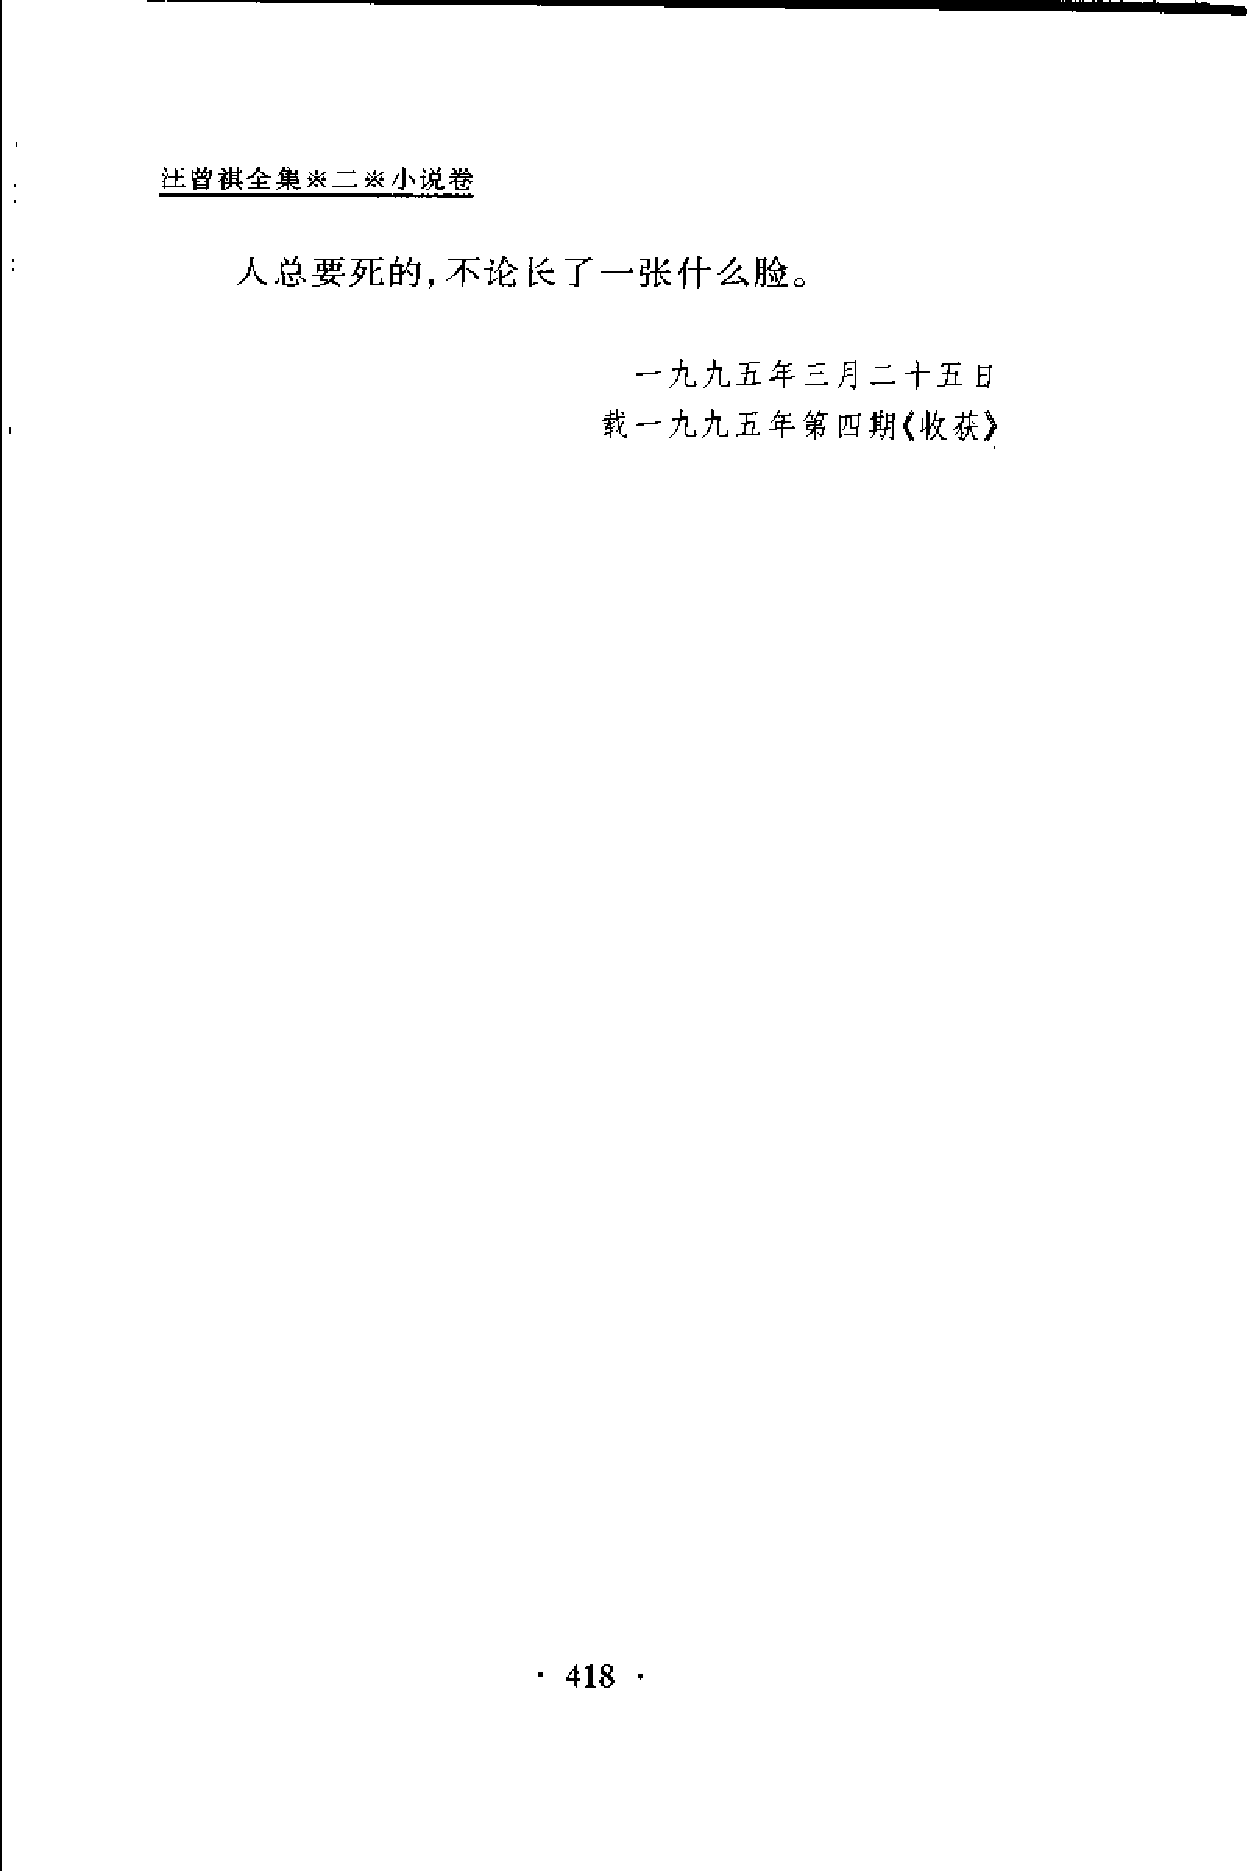 汪曾祺全集※二※小说卷
人总要死的,不论长了一张什么脸。
一九九五年三月二十五日
载一九九五年第四期《收获》
· 418 ·